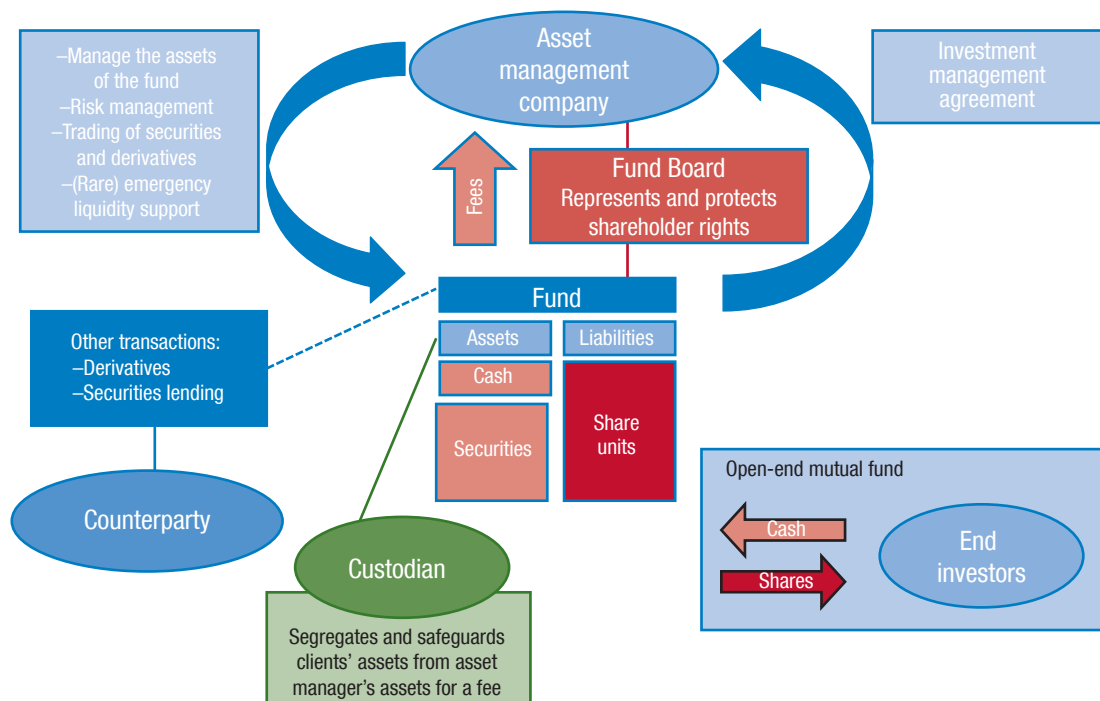 –Manage the assets
of the fund
–Risk management
–Trading of securities
and derivatives
–(Rare) emergency
liquidity support
Asset
management
company
Investment
management
agreement
Fees
Fund Board
Represents and protects
shareholder rights
Fund
Assets
Liabilities
Cash
Securities
Share
units
Other transactions:
–Derivatives
–Securities lending
Counterparty
Custodian
Segregates and safeguards
clients’ assets from asset
manager’s assets for a fee
Open-end mutual fund
Cash
Shares
End
investors